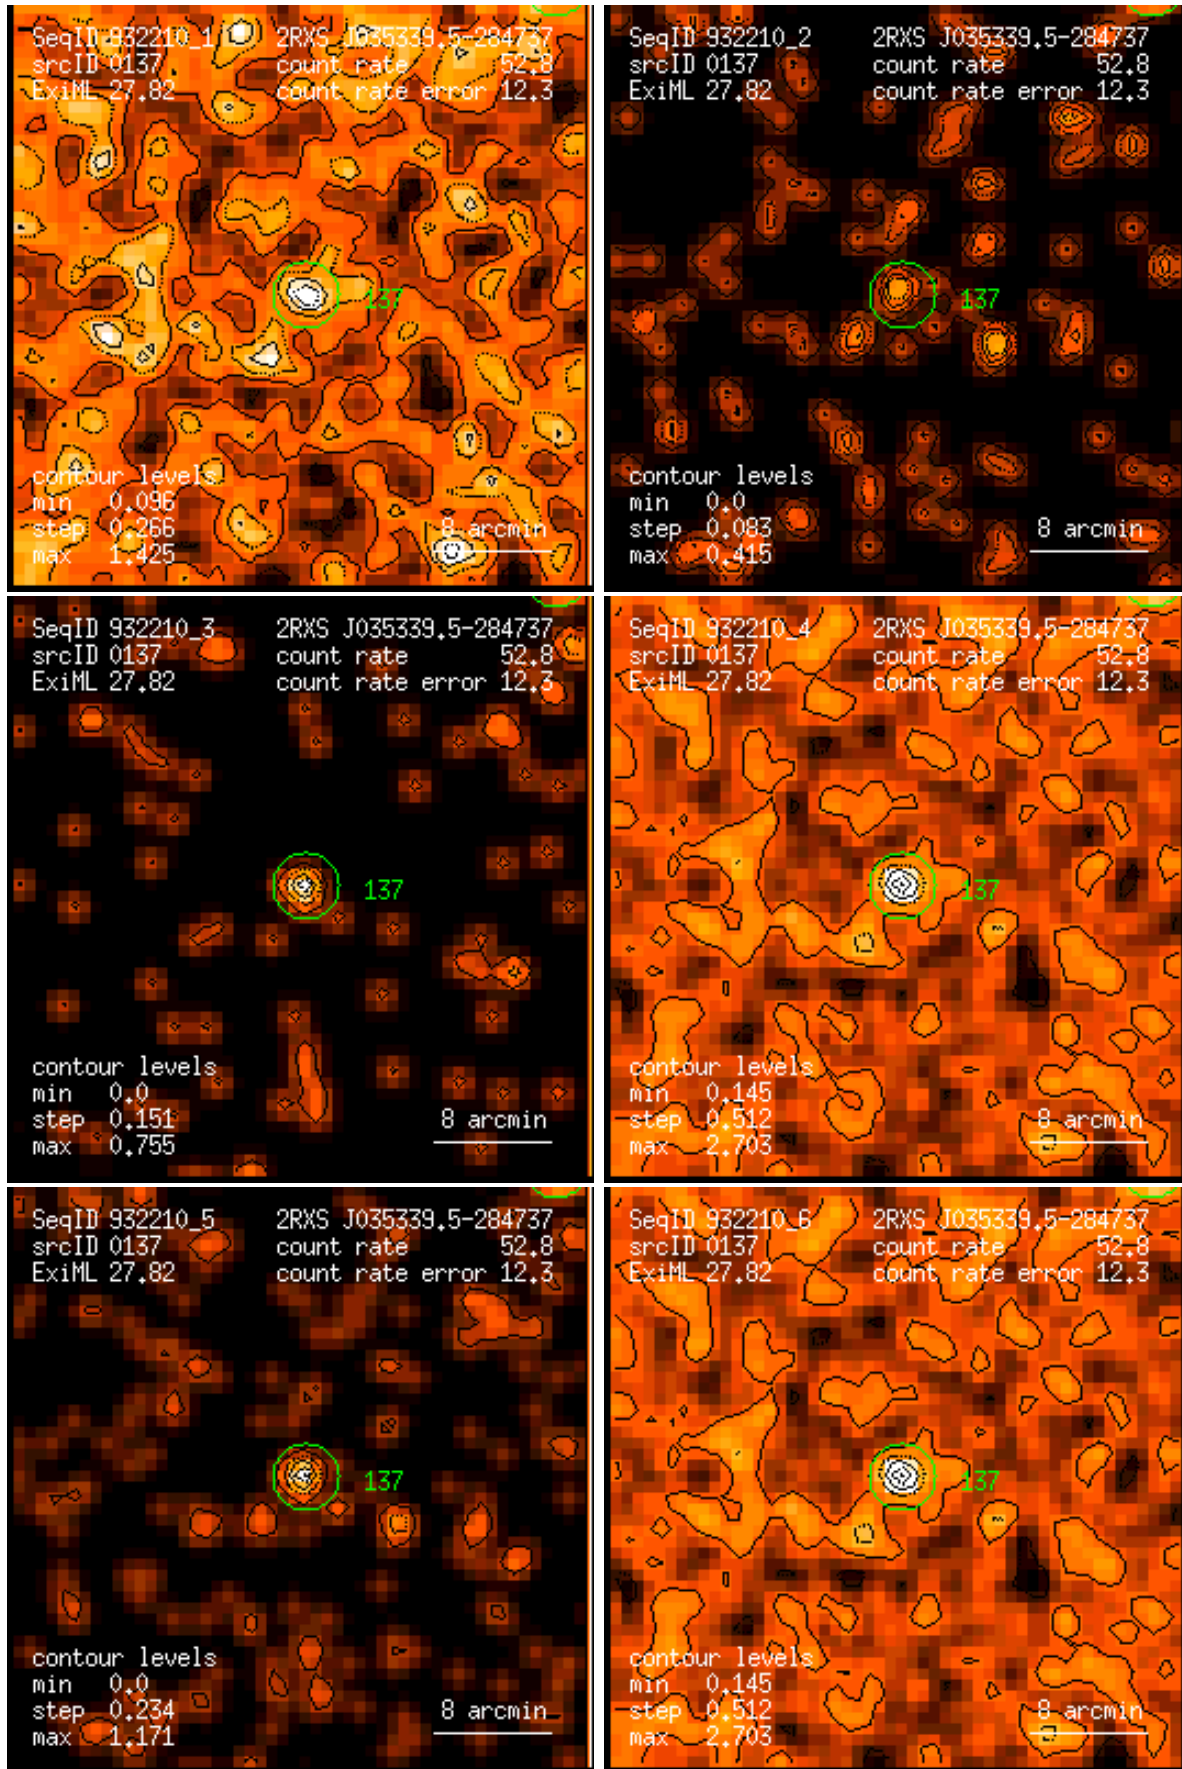 SeqID 932210_1 2RXS J035339.5-284737
srcID 0137 count rate 52.8
ExiML 27.82 count rate error 12.3
137
contour levels
min 0.096
step 0.266 8 arcmin
max 1.425
SeqID 932210_2 2RXS J035339.5-284737
srcID 0137 count rate 52.8
ExiML 27.82 count rate error 12.3
137
contour levels
min 0.0
step 0.083 8 arcmin
max 0.415
SeqID 932210_3 2RXS J035339.5-284737
srcID 0137 count rate 52.8
ExiML 27.82 count rate error 12.3
137
contour levels
min 0.0
step 0.151 8 arcmin
max 0.755
SeqID 932210_4 2RXS J035339.5-284737
srcID 0137 count rate 52.8
ExiML 27.82 count rate error 12.3
137
contour levels
min 0.145
step 0.512 8 arcmin
max 2.703
SeqID 932210_5 2RXS J035339.5-284737
srcID 0137 count rate 52.8
ExiML 27.82 count rate error 12.3
137
contour levels
min 0.0
step 0.234 8 arcmin
max 1.171
SeqID 932210_6 2RXS J035339.5-284737
srcID 0137 count rate 52.8
ExiML 27.82 count rate error 12.3
137
contour levels
min 0.145
step 0.512 8 arcmin
max 2.703